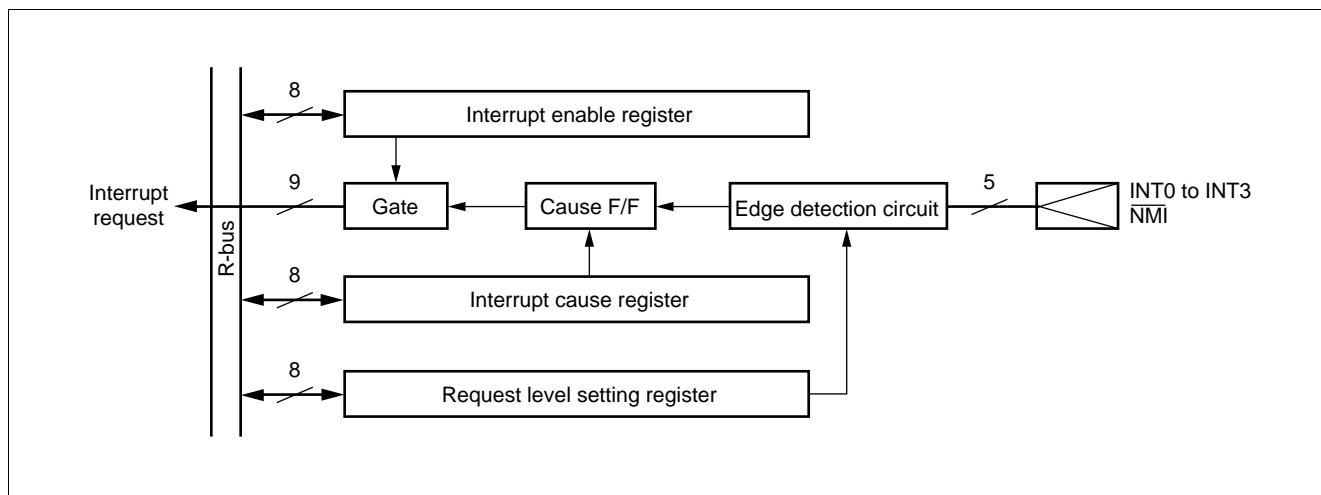 8
Interrupt enable register
Interrupt
request
9
Gate
Cause F/F
Edge detection circuit
5
INT0 to INT3
NMI
R-bus
8
Interrupt cause register
8
Request level setting register